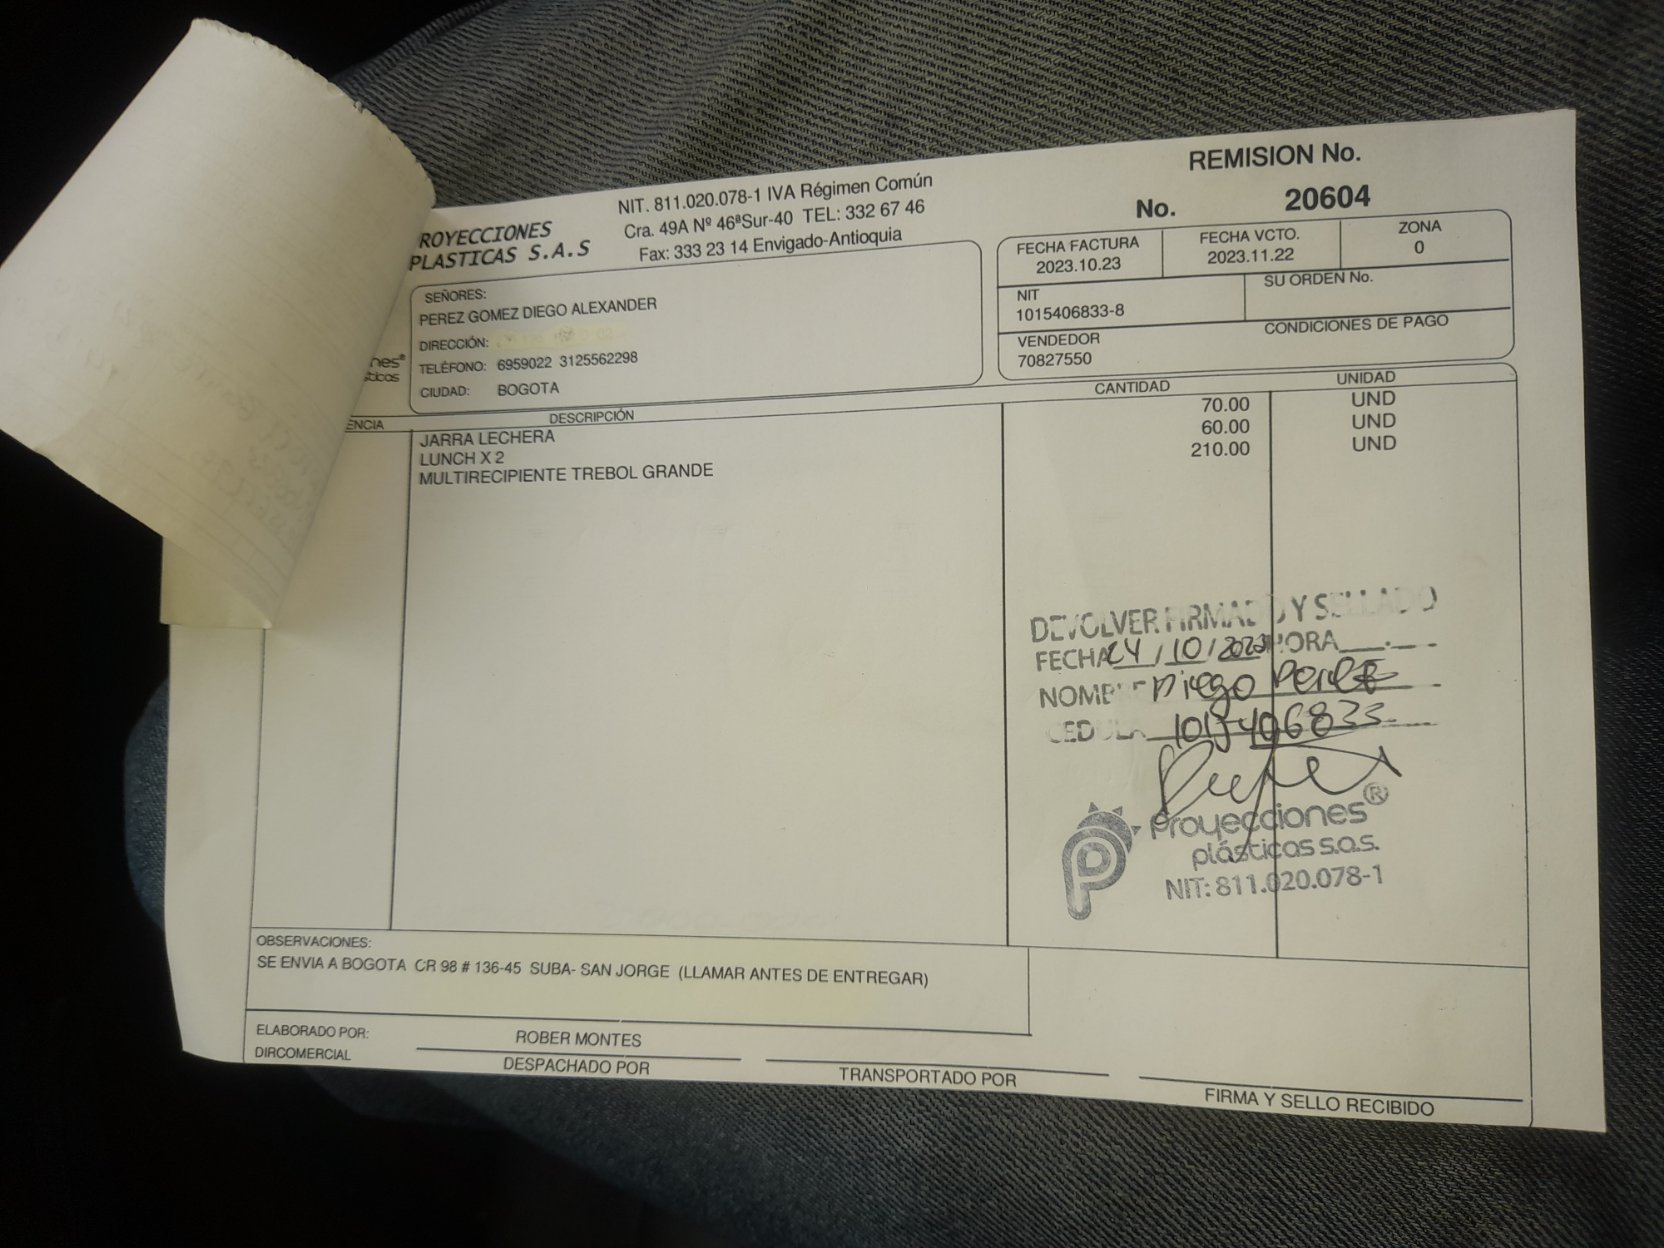 REMISION No.
No. 20604
ROYECCIONES
PLASTICAS S.A.S
NIT. 811.020.078-1 IVA Régimen Común
Cra. 49A Nº 46ªSur-40 TEL: 332 67 46
Fax: 333 23 14 Envigado-Antioquia
FECHA FACTURA
2023.10.23
FECHA VCTO.
2023.11.22
ZONA
0
NIT
1015406833-8
SU ORDEN No.
VENDEDOR
70827550
CONDICIONES DE PAGO
SEÑORES:
PEREZ GOMEZ DIEGO ALEXANDER
DIRECCIÓN:
TELÉFONO: 6959022 3125562298
CIUDAD: BOGOTA
nes®
sticos
ENCIA DESCRIPCIÓN CANTIDAD UNIDAD
JARRA LECHERA 70.00 UND
LUNCH X 2 60.00 UND
MULTIRECIPIENTE TREBOL GRANDE 210.00 UND
DEVOLVER FIRMADO Y SELLADO
FECHA 24/10/2023 HORA
NOMBRE Diego Perez
CEDULA 1015406833
Proyecciones®
plásticos s.a.s.
NIT: 811.020.078-1
OBSERVACIONES:
SE ENVIA A BOGOTA CR 98 # 136-45 SUBA- SAN JORGE (LLAMAR ANTES DE ENTREGAR)
ELABORADO POR:
DIRCOMERCIAL
ROBER MONTES
DESPACHADO POR
TRANSPORTADO POR
FIRMA Y SELLO RECIBIDO